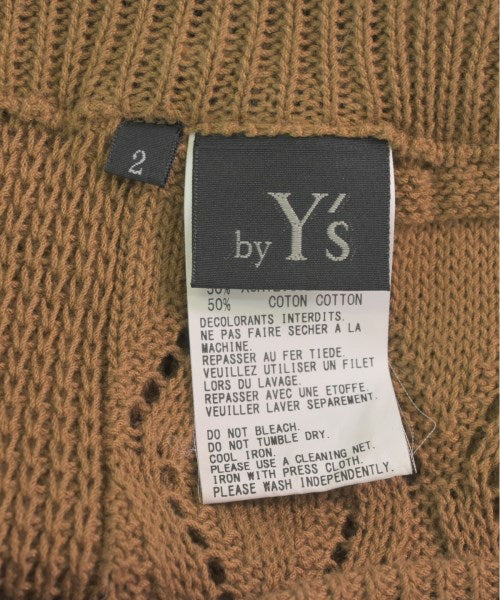 2
by Y's
50% COTON COTTON
DECOLORANTS INTERDITS.
NE PAS FAIRE SECHER A LA
MACHINE.
REPASSER AU FER TIEDE.
VEUILLEZ UTILISER UN FILET
LORS DU LAVAGE.
REPASSER AVEC UNE ETOFFE.
VEUILLER LAVER SEPAREMENT.
DO NOT BLEACH.
DO NOT TUMBLE DRY.
COOL IRON.
PLEASE USE A CLEANING NET.
IRON WITH PRESS CLOTH.
PLEASE WASH INDEPENDENTLY.